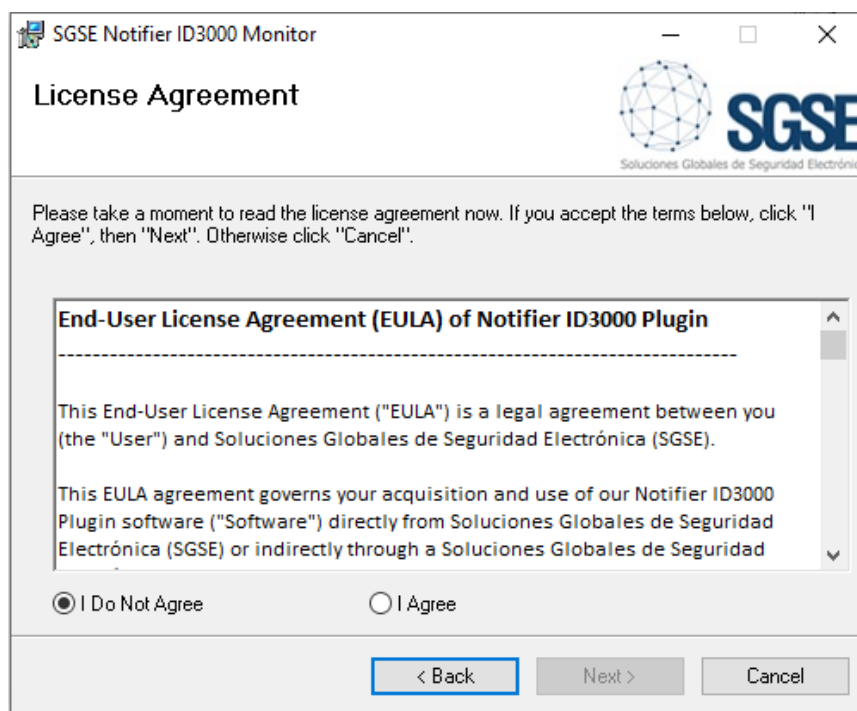 SGSE Notifier ID3000 Monitor
License Agreement
SGSE
Soluciones Globales de Seguridad Electrónic
Please take a moment to read the license agreement now. If you accept the terms below, click "I
Agree", then "Next". Otherwise click "Cancel".
End-User License Agreement (EULA) of Notifier ID3000 Plugin
-------------------------------------------------------------------------------
This End-User License Agreement ("EULA") is a legal agreement between you
(the "User") and Soluciones Globales de Seguridad Electrónica (SGSE).
This EULA agreement governs your acquisition and use of our Notifier ID3000
Plugin software ("Software") directly from Soluciones Globales de Seguridad
Electrónica (SGSE) or indirectly through a Soluciones Globales de Seguridad
I Do Not Agree
I Agree
< Back
Next >
Cancel